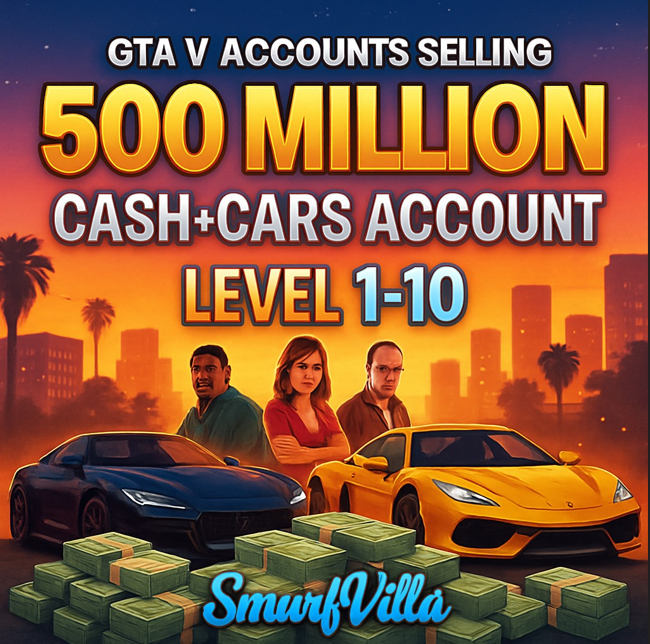 GTA V ACCOUNTS SELLING
500 MILLION
CASH+CARS ACCOUNT
LEVEL 1-10
SmurfVilla